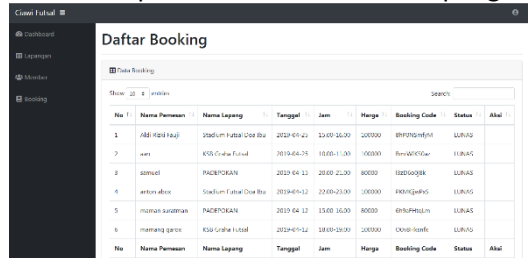 Ciawi Futsal
Dashboard
Daftar Booking
Lapangan
Data Booking
Member
Show 10 entries Search:
Booking
No Nama Pemesan Nama Lapang Tanggal Jam Harga Booking Code Status Aksi
1 Aldi Rizki Fauji Stadium Futsal Doa Ibu 2019-04-25 15:00-16:00 100000 LUNAS
2 KSB Graha Futsal 2019-04-25 10:00-11:00 100000 LUNAS
3 samuel PADEPOKAN 20:00-21:00 80000 LUNAS
4 anton abox Stadium Futsal Doa Ibu 2019-04-12 22:00-23:00 100000 LUNAS
5 maman suratman PADEPOKAN 2019-04-12 15:00-16:00 80000 LUNAS
6 mamang garox KSB Graha Futsal 2019-04-12 18:00-19:00 100000 LUNAS
No Nama Pemesan Nama Lapang Tanggal Jam Harga Booking Code Status Aksi